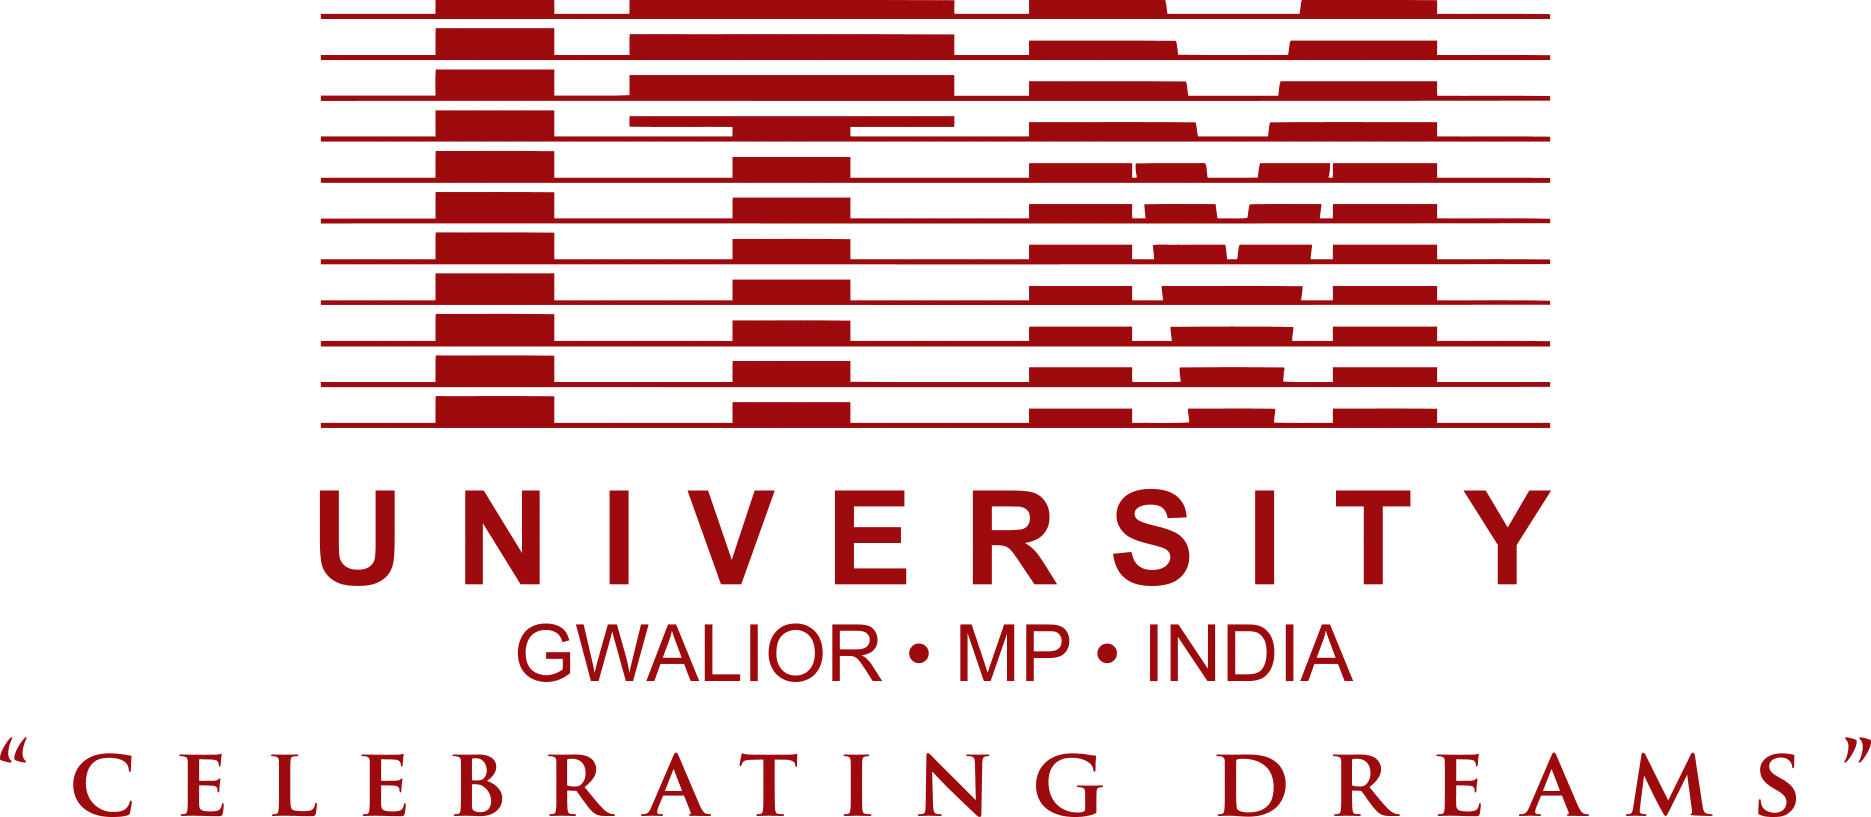 ITM
UNIVERSITY
GWALIOR • MP • INDIA
“CELEBRATING DREAMS”